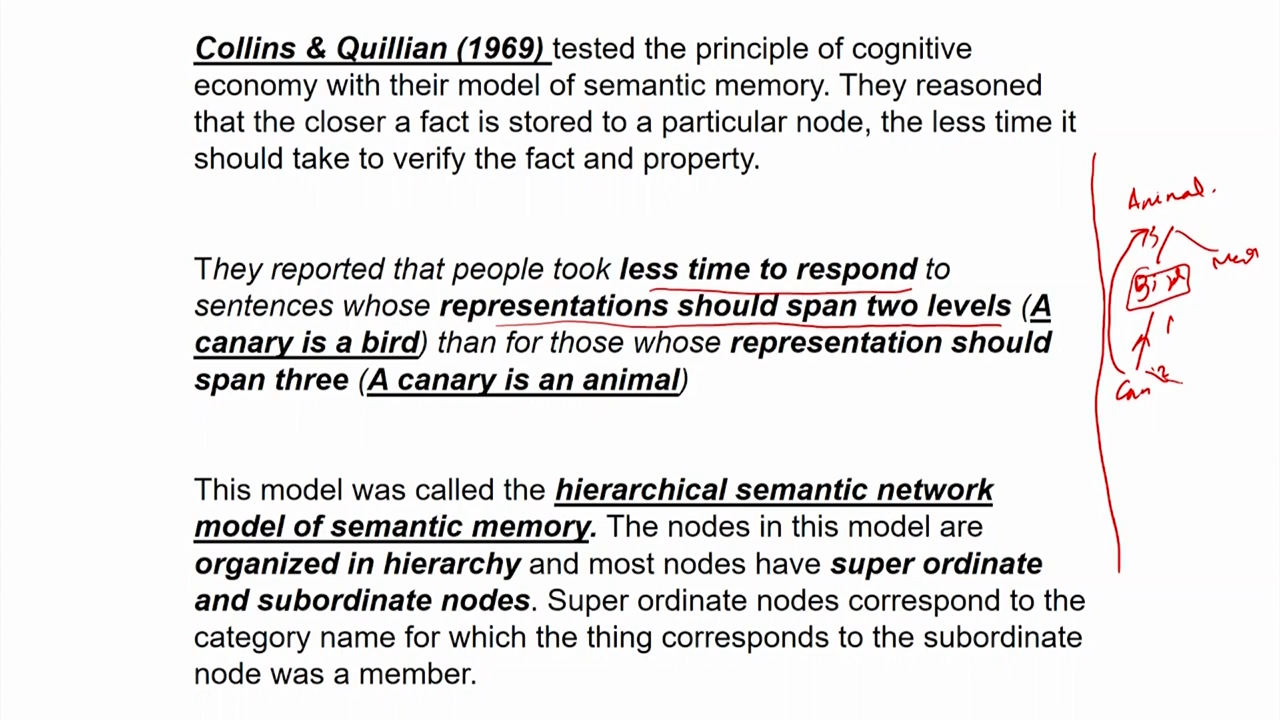 Collins & Quillian (1969) tested the principle of cognitive
economy with their model of semantic memory. They reasoned
that the closer a fact is stored to a particular node, the less time it
should take to verify the fact and property.
They reported that people took less time to respond to
sentences whose representations should span two levels (A
canary is a bird) than for those whose representation should
span three (A canary is an animal)
This model was called the hierarchical semantic network
model of semantic memory. The nodes in this model are
organized in hierarchy and most nodes have super ordinate
and subordinate nodes. Super ordinate nodes correspond to the
category name for which the thing corresponds to the subordinate
node was a member.
Animal.
Bird